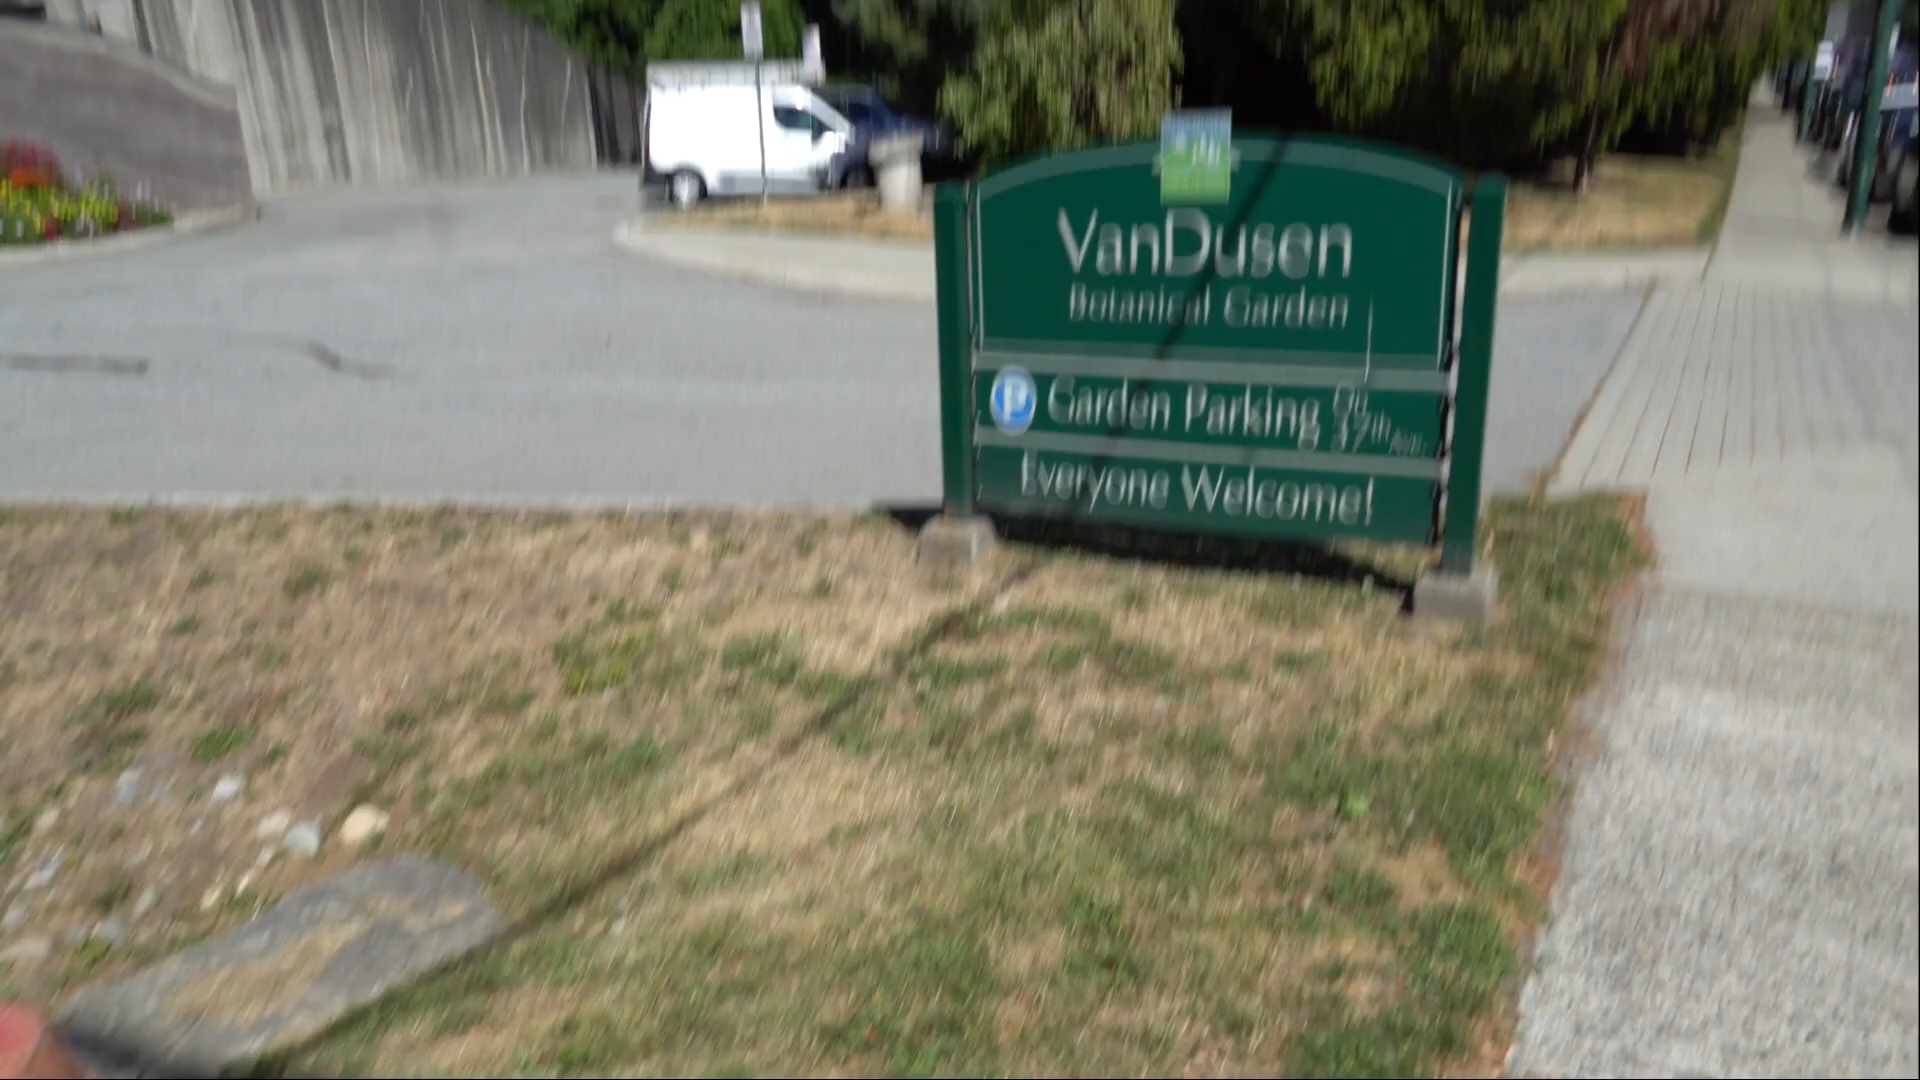 VanDusen
Botanical Garden
P Garden Parking On 37th Ave.
Everyone Welcome!